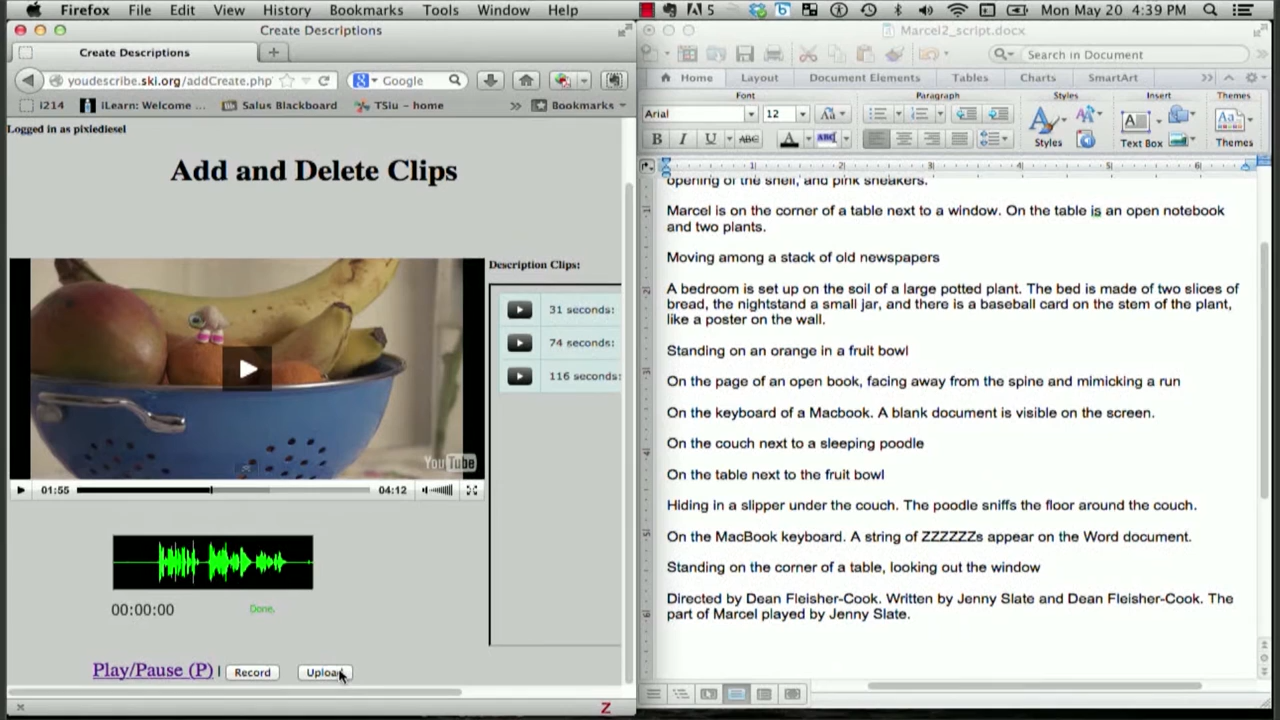 Firefox File Edit View History Bookmarks Tools Window Help
5 Mon May 20 4:39 PM
Create Descriptions
Create Descriptions
youdescribe.ski.org/addCreate.php
Google
i214 iLearn: Welcome ... Salus Blackboard TSIu - home » Bookmarks
Logged in as pixiediesel
Add and Delete Clips
Description Clips:
31 seconds:
74 seconds:
116 seconds:
YouTube
01:55
04:12
00:00:00
Done.
Play/Pause (P) | Record Upload
Z
Marcel2_script.docx
Search in Document
Home Layout Document Elements Tables Charts SmartArt
Font Paragraph Styles Insert Themes
Arial 12
B I U ABC A ABC
Styles Text Box Themes
1 2 3 4 5 6
opening of the shell, and pink sneakers.
Marcel is on the corner of a table next to a window. On the table is an open notebook
and two plants.
Moving among a stack of old newspapers
A bedroom is set up on the soil of a large potted plant. The bed is made of two slices of
bread, the nightstand a small jar, and there is a baseball card on the stem of the plant,
like a poster on the wall.
Standing on an orange in a fruit bowl
On the page of an open book, facing away from the spine and mimicking a run
On the keyboard of a Macbook. A blank document is visible on the screen.
On the couch next to a sleeping poodle
On the table next to the fruit bowl
Hiding in a slipper under the couch. The poodle sniffs the floor around the couch.
On the MacBook keyboard. A string of ZZZZZZs appear on the Word document.
Standing on the corner of a table, looking out the window
Directed by Dean Fleisher-Cook. Written by Jenny Slate and Dean Fleisher-Cook. The
part of Marcel played by Jenny Slate.